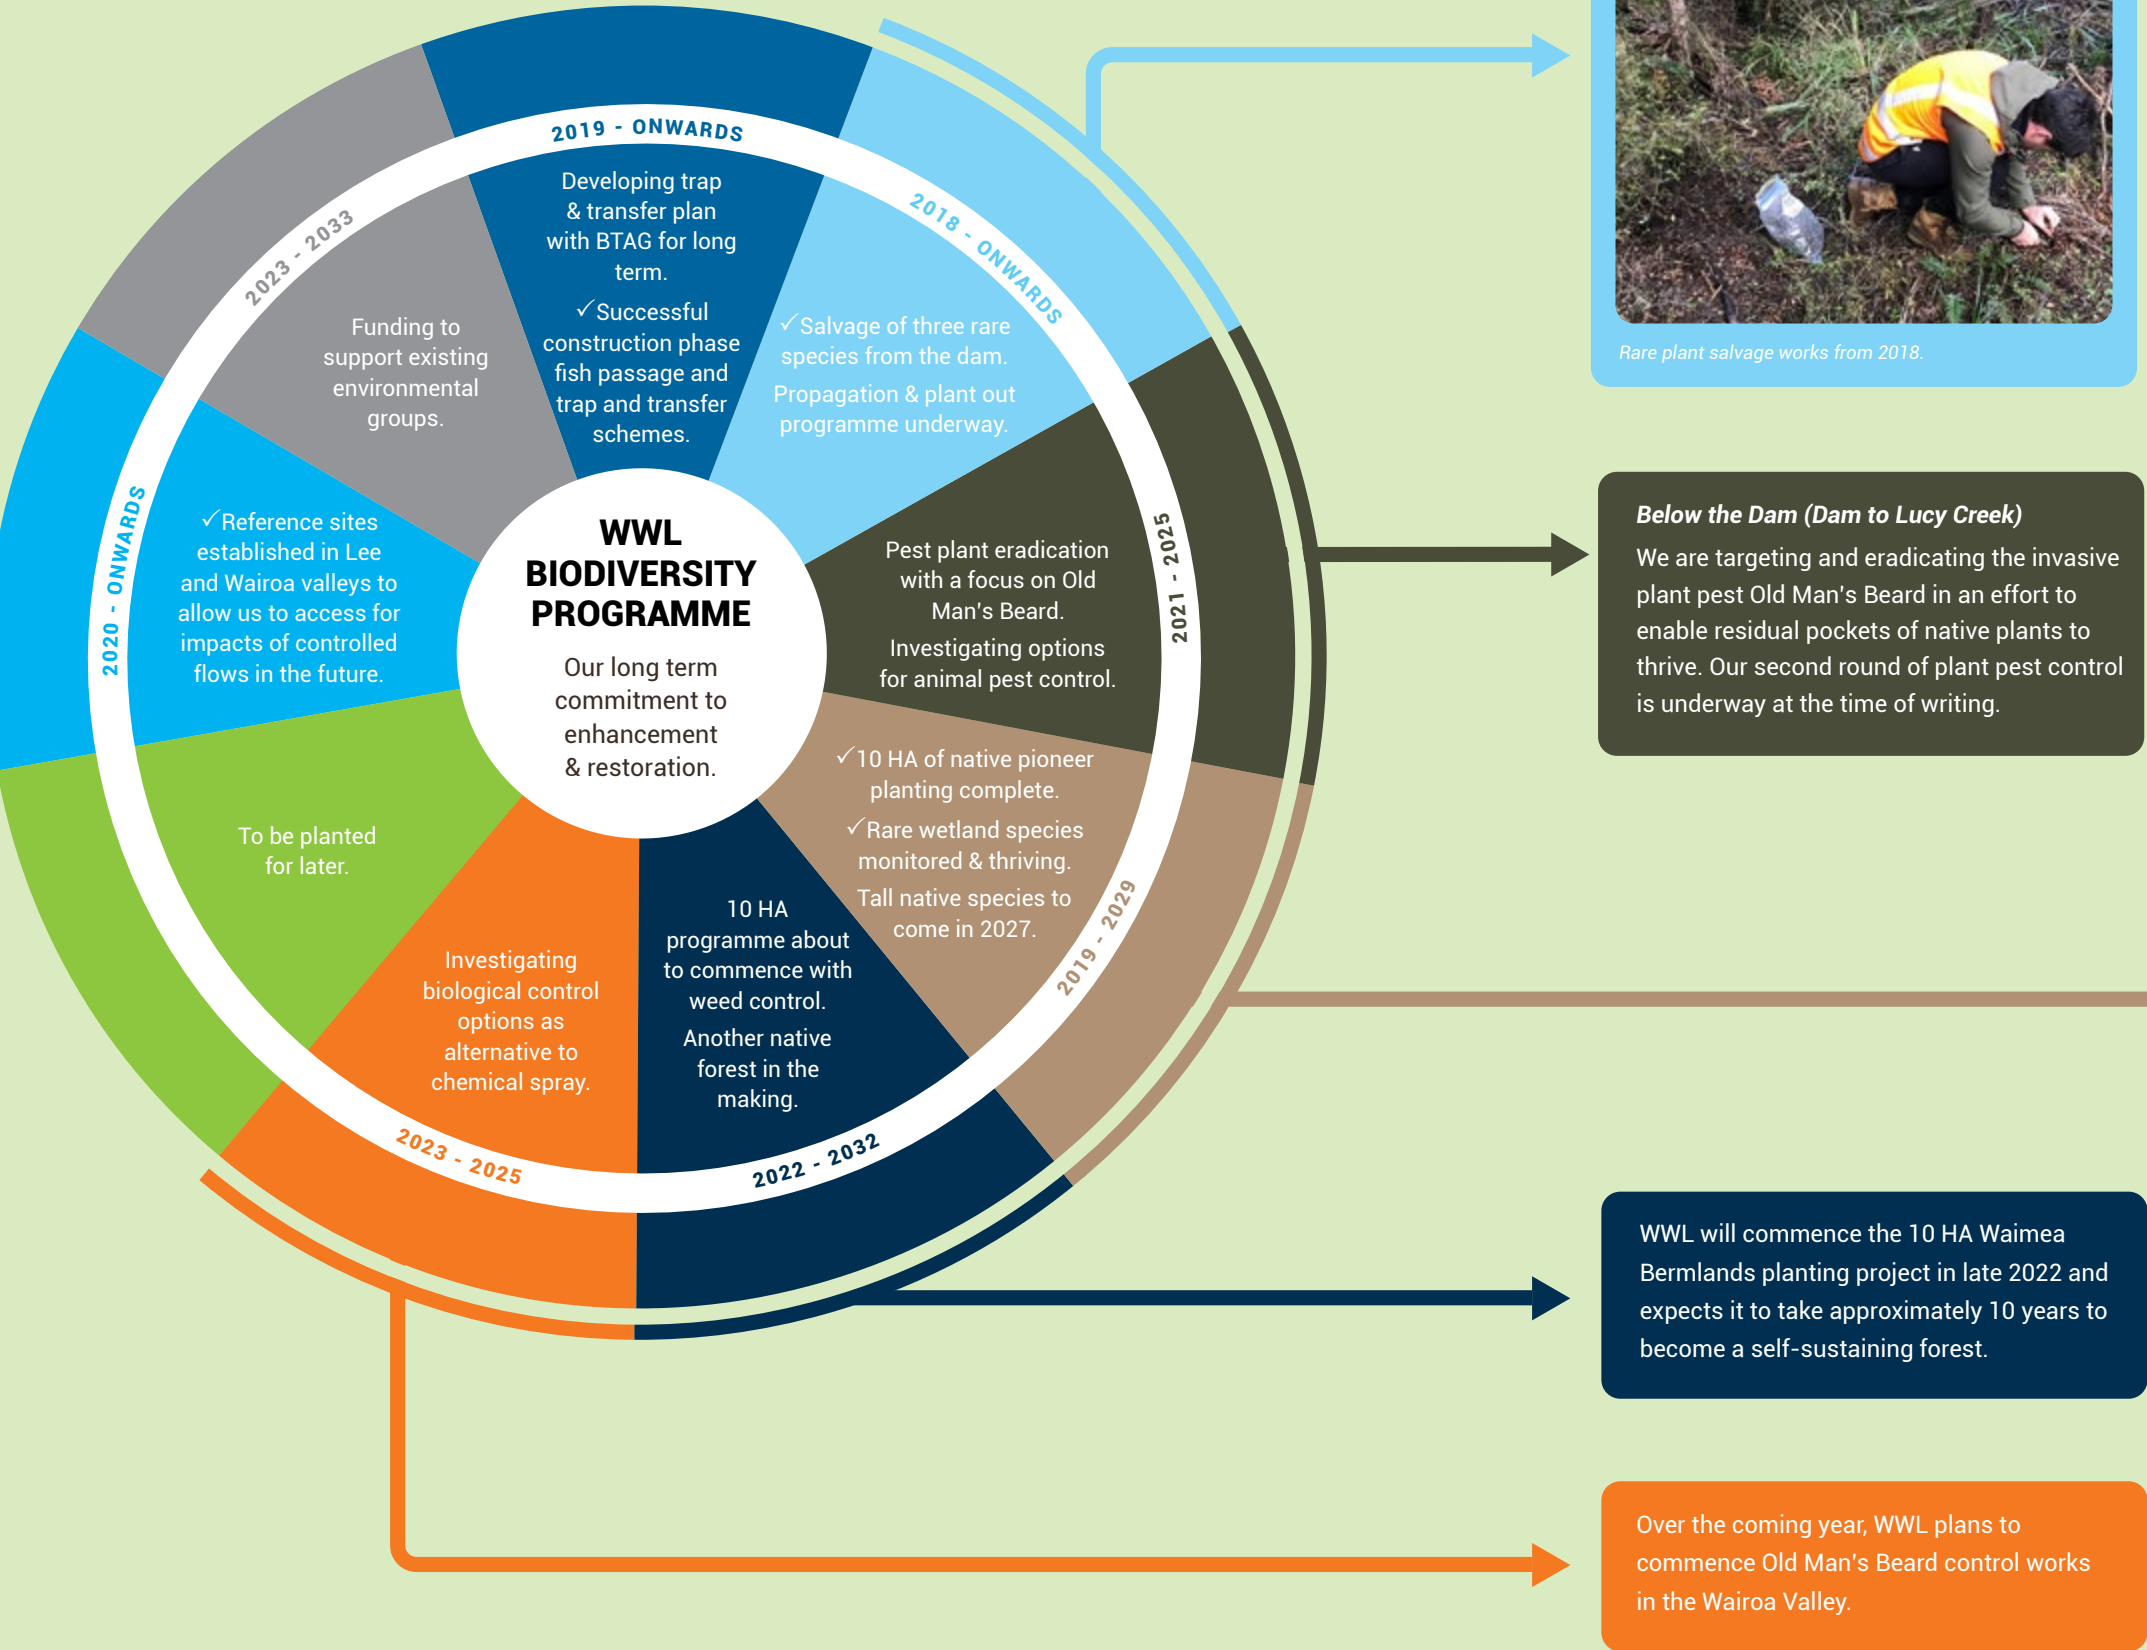 WWL
BIODIVERSITY
PROGRAMME
Our long term
commitment to
enhancement
& restoration.
2019 - ONWARDS
Developing trap
& transfer plan
with BTAG for long
term.
✓Successful
construction phase
fish passage and
trap and transfer
schemes.
2018 - ONWARDS
✓Salvage of three rare
species from the dam.
Propagation & plant out
programme underway.
2021 - 2025
Pest plant eradication
with a focus on Old
Man's Beard.
Investigating options
for animal pest control.
2019 - 2029
✓10 HA of native pioneer
planting complete.
✓Rare wetland species
monitored & thriving.
Tall native species to
come in 2027.
2022 - 2032
10 HA
programme about
to commence with
weed control.
Another native
forest in the
making.
2023 - 2025
Investigating
biological control
options as
alternative to
chemical spray.
To be planted
for later.
2020 - ONWARDS
✓Reference sites
established in Lee
and Wairoa valleys to
allow us to access for
impacts of controlled
flows in the future.
2023 - 2033
Funding to
support existing
environmental
groups.
Rare plant salvage works from 2018.
Below the Dam (Dam to Lucy Creek)
We are targeting and eradicating the invasive
plant pest Old Man's Beard in an effort to
enable residual pockets of native plants to
thrive. Our second round of plant pest control
is underway at the time of writing.
WWL will commence the 10 HA Waimea
Bermlands planting project in late 2022 and
expects it to take approximately 10 years to
become a self-sustaining forest.
Over the coming year, WWL plans to
commence Old Man's Beard control works
in the Wairoa Valley.